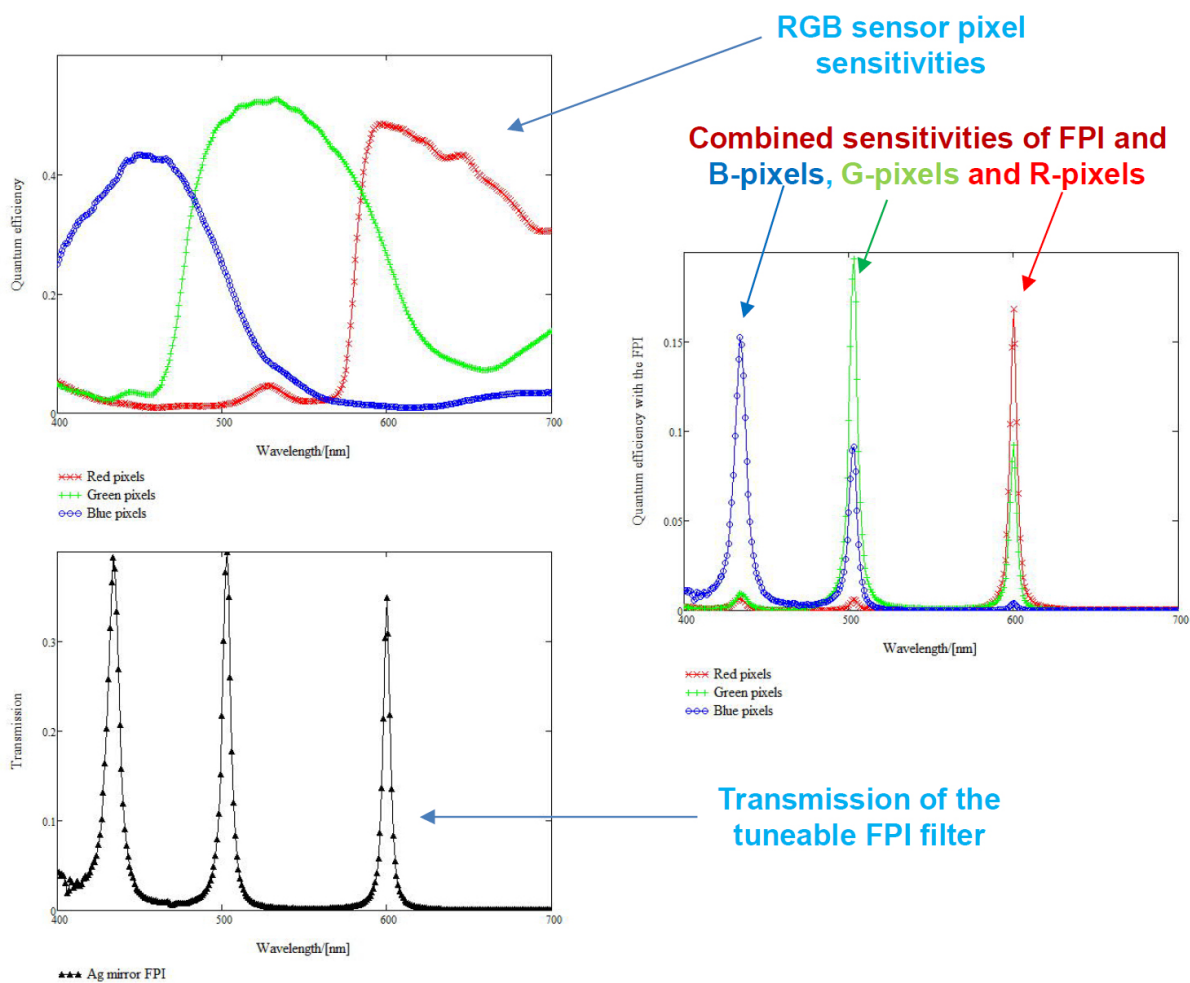 RGB sensor pixel
sensitivities
Combined sensitivities of FPI and
B-pixels, G-pixels and R-pixels
Quantum efficiency
0.4
0.2
0
400
500
600
700
Wavelength/[nm]
Red pixels
Green pixels
Blue pixels
Quantum efficiency with the FPI
0.15
0.1
0.05
0
400
500
600
700
Wavelength/[nm]
Red pixels
Green pixels
Blue pixels
Transmission
0.3
0.2
0.1
0
400
500
600
700
Wavelength/[nm]
Ag mirror FPI
Transmission of the
tuneable FPI filter